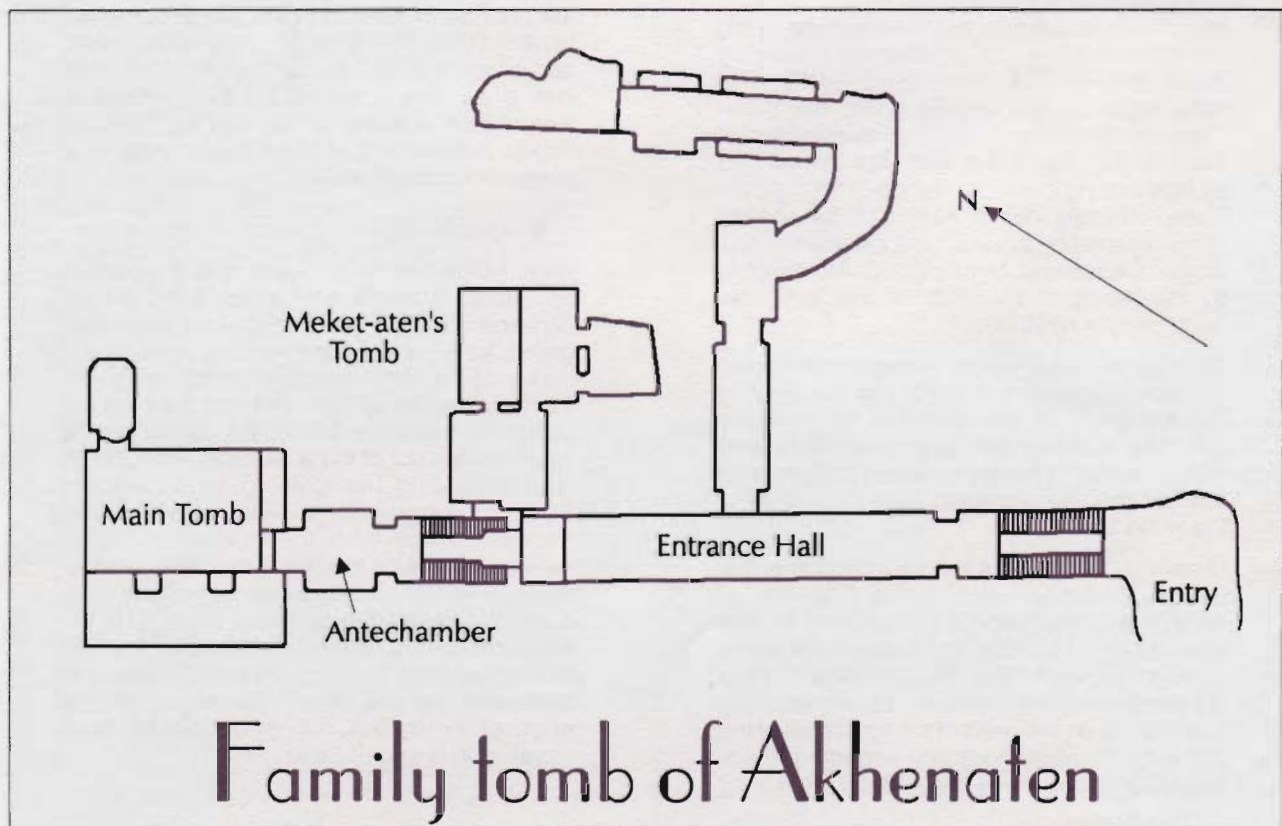 N
Meket-aten's
Tomb
Main Tomb
Entrance Hall
Antechamber
Entry
Family tomb of Akhenaten